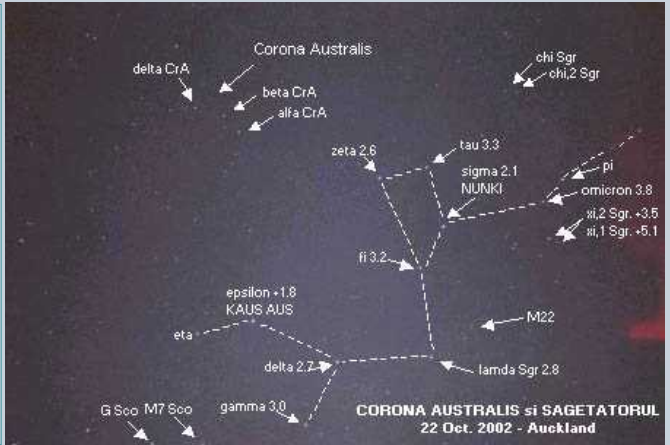 Corona Australis
chi Sgr
delta CrA
chi,2 Sgr
beta CrA
alfa CrA
zeta 2.6
tau 3.3
sigma 2.1
NUNKI
pi
omicron 3.8
xi,2 Sgr. +3.5
xi,1 Sgr. +5.1
fi 3.2
epsilon +1.8
KAUS AUS
M22
eta
delta 2.7
lamda Sgr 2.8
G Sco
M7 Sco
gamma 3.0
CORONA AUSTRALIS si SAGETATORUL
22 Oct. 2002 - Auckland